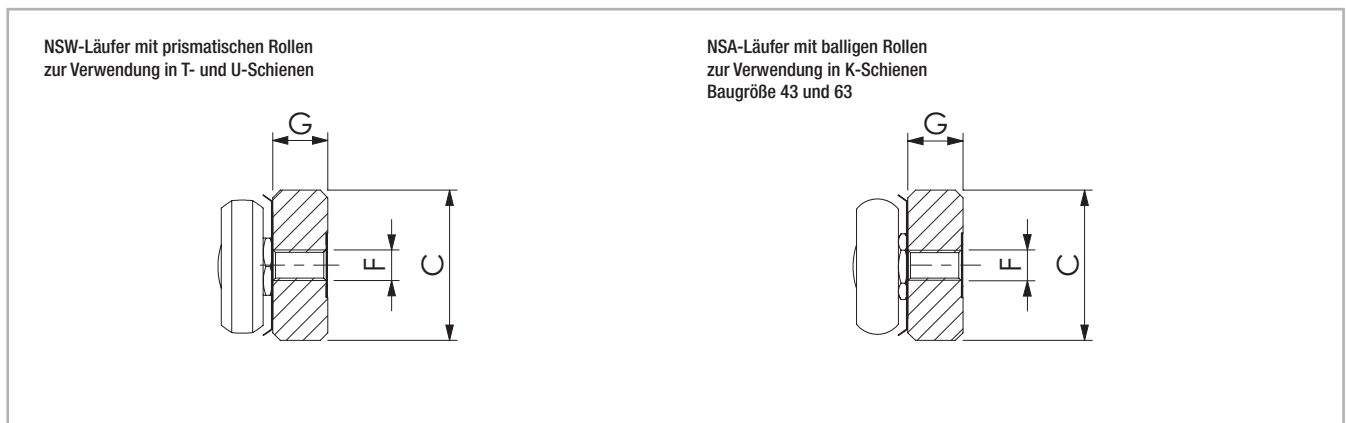 NSW-Läufer mit prismatischen Rollen
zur Verwendung in T- und U-Schienen
G
F
C
NSA-Läufer mit balligen Rollen
zur Verwendung in K-Schienen
Baugröße 43 und 63
G
F
C